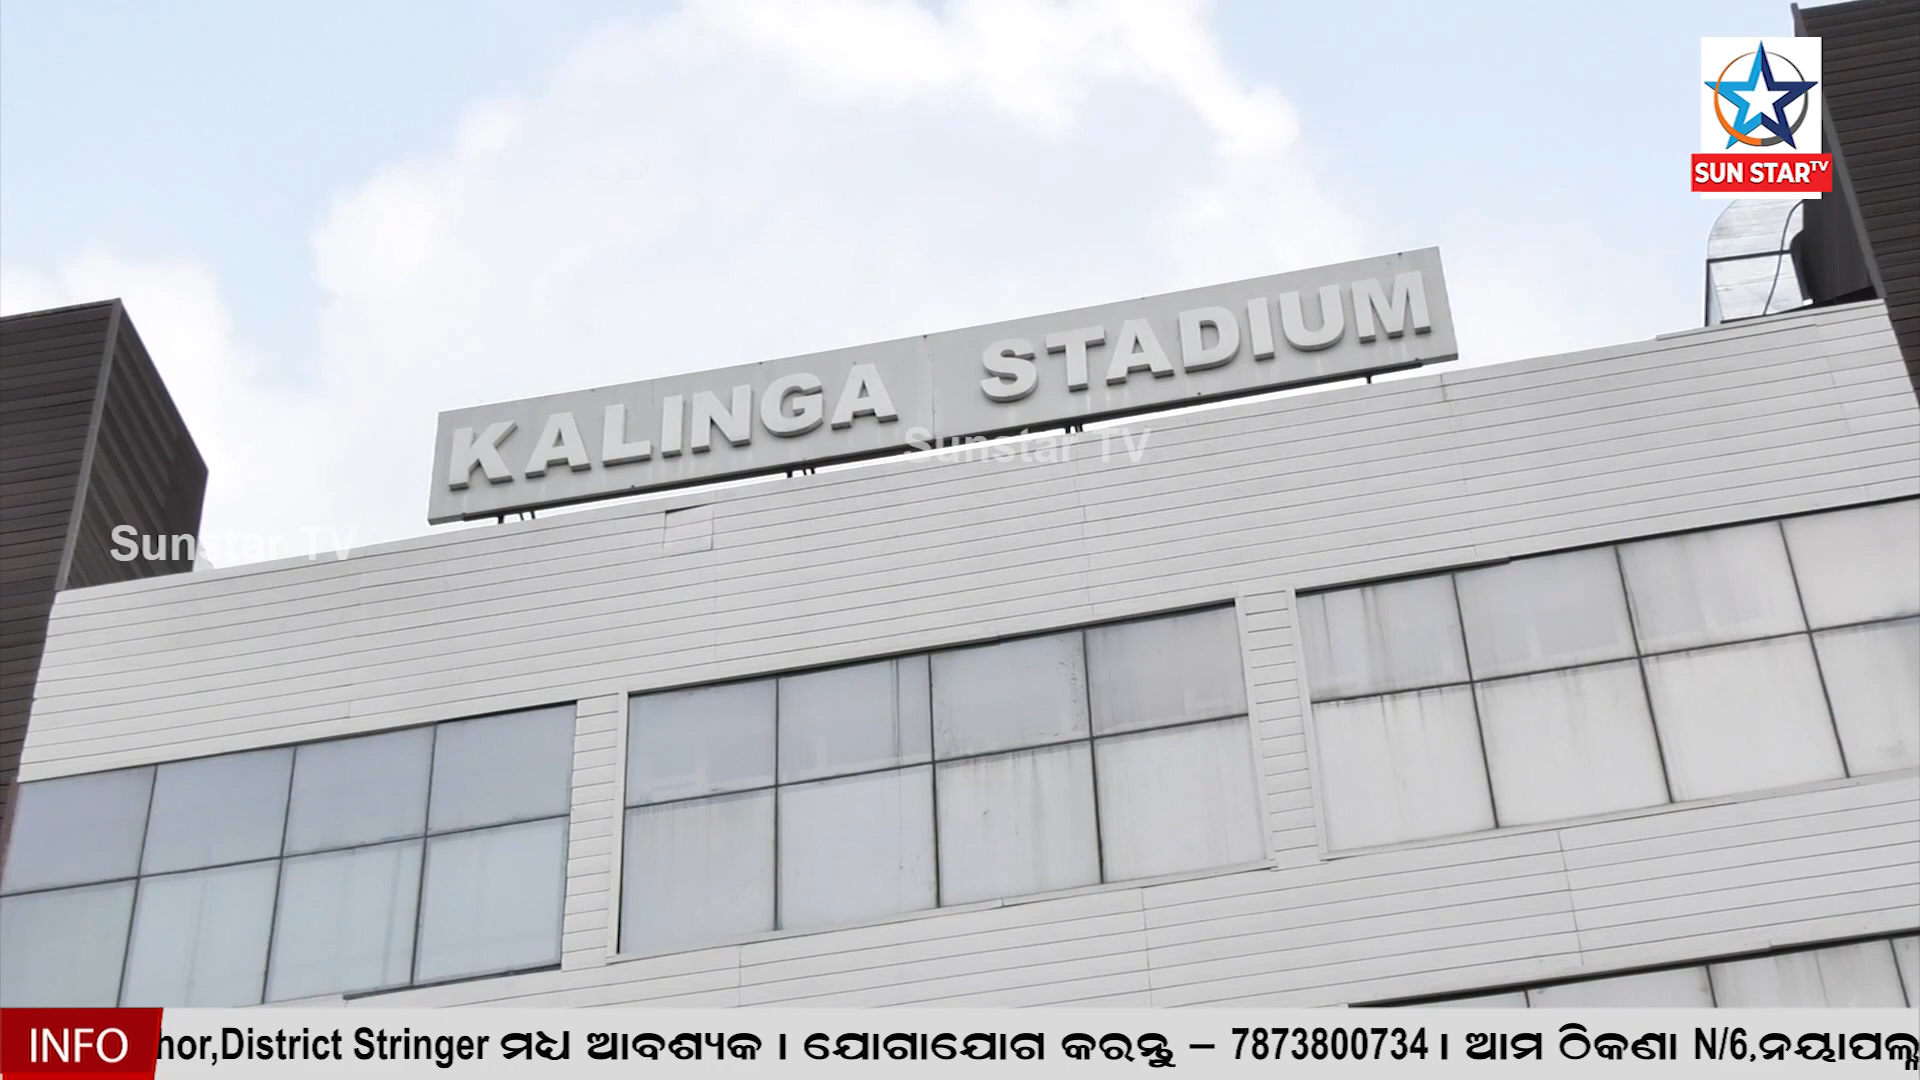 SUN STAR TV
KALINGA STADIUM
Sunstar TV
Sunstar TV
INFO
hor,District Stringer ମଧ୍ୟ ଆବଶ୍ୟକ । ଯୋଗାଯୋଗ କରନ୍ତୁ – 7873800734 । ଆମ ଠିକଣା N/6,ନୟାପଲ୍ଲୀ